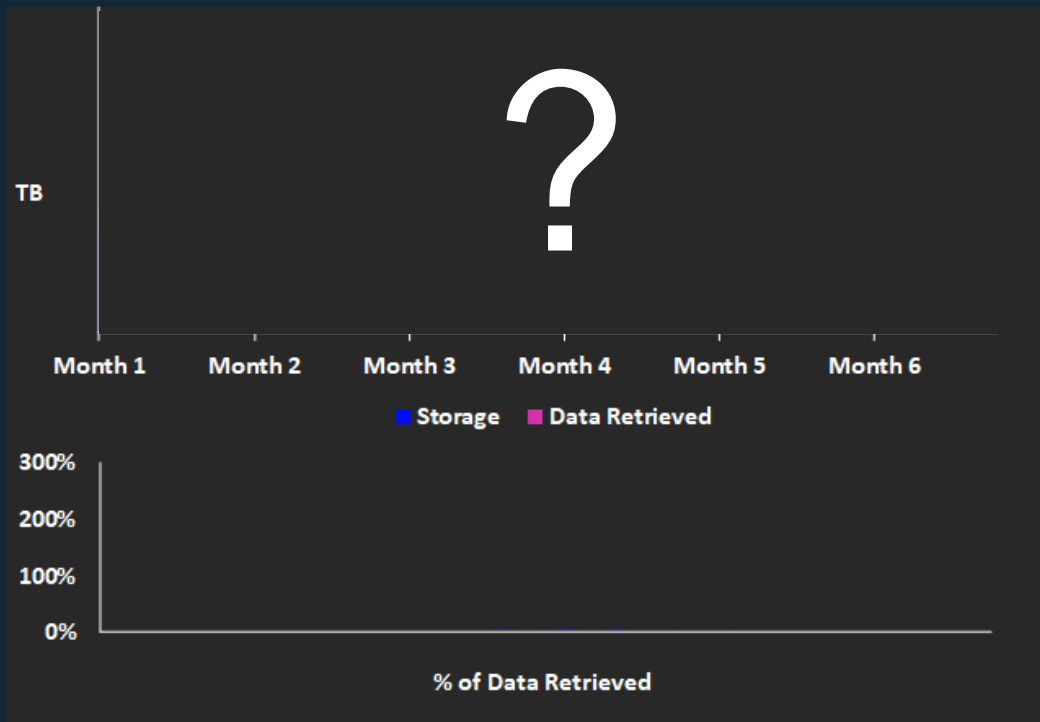 ?
TB
Month 1 Month 2 Month 3 Month 4 Month 5 Month 6
Storage Data Retrieved
300%
200%
100%
0%
% of Data Retrieved